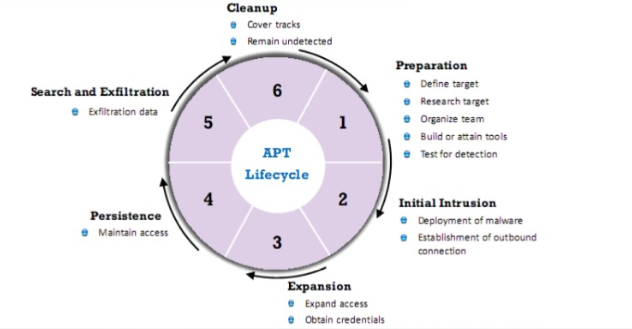 Cleanup
Cover tracks
Remain undetected
Preparation
Define target
Research target
Organize team
Build or attain tools
Test for detection
Initial Intrusion
Deployment of malware
Establishment of outbound
connection
Expansion
Expand access
Obtain credentials
Persistence
Maintain access
Search and Exfiltration
Exfiltration data
6
1
2
3
4
5
APT
Lifecycle